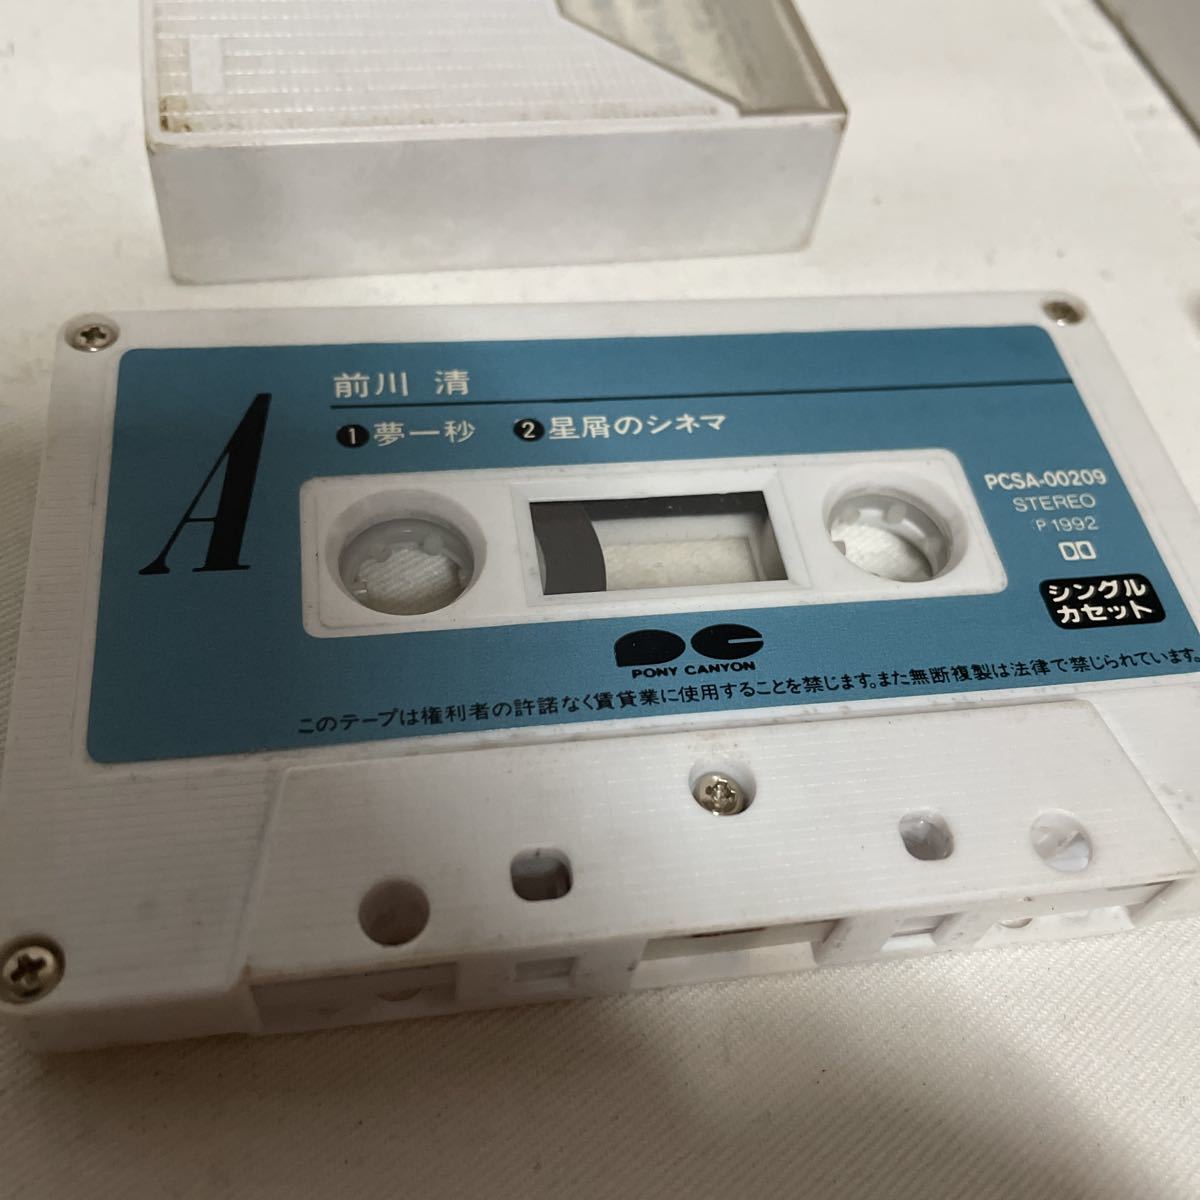 A
前川 清
1 夢一秒 2 星屑のシネマ
PCSA-00209
STEREO
P 1992
シングル
カセット
PONY CANYON
このテープは権利者の許諾なく賃貸業に使用することを禁じます。また無断複製は法律で禁じられています。